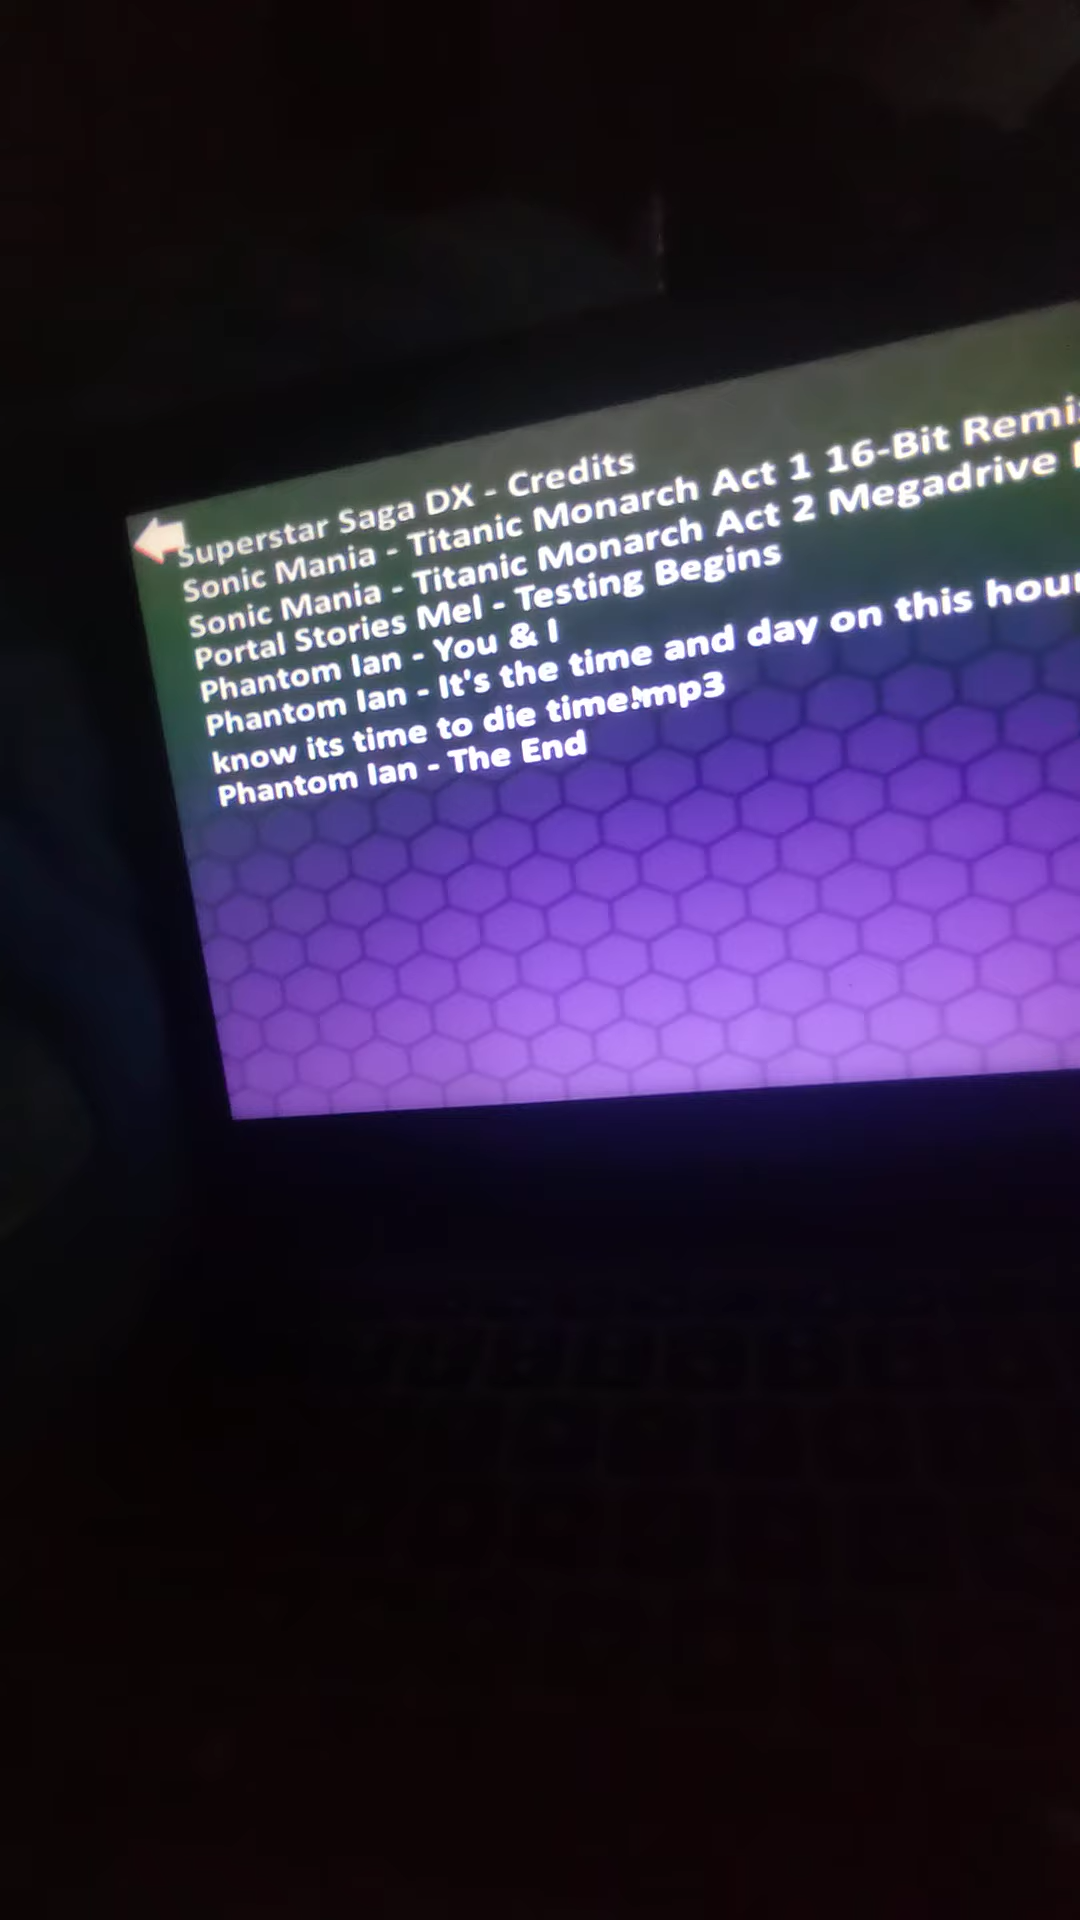 Superstar Saga DX - Credits
Sonic Mania - Titanic Monarch Act 1 16-Bit
Sonic Mania - Titanic Monarch Act 2 Megadrive
Portal Stories Mel - Testing Begins
Phantom Ian - You & I
Phantom Ian - It's the time and day on this
know its time to die time!mp3
Phantom Ian - The End